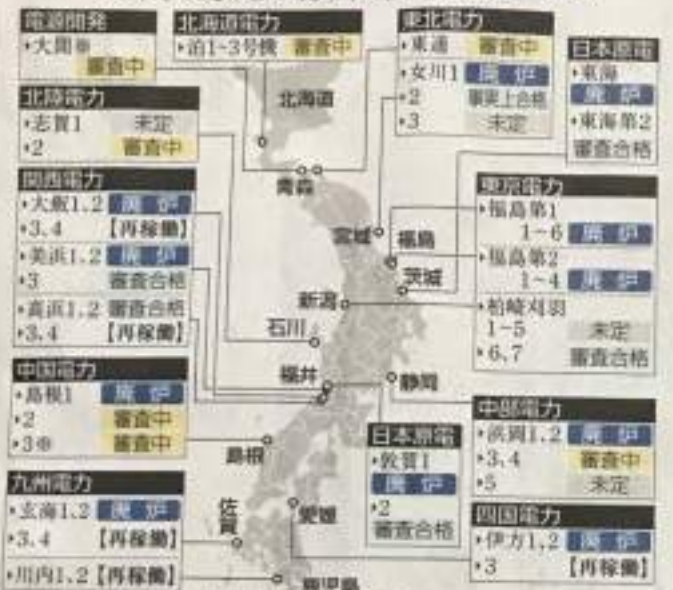 電源開発
・大間※
審査中
北海道電力
・泊1~3号機 審査中
東北電力
・東通 審査中
・女川1 廃炉
・2 事実上合格
・3 未定
日本原電
・東海
廃炉
・東海第2
審査合格
北陸電力
・志賀1 未定
・2 審査中
関西電力
・大飯1、2 廃炉
・3、4 【再稼働】
・美浜1、2 廃炉
・3 審査合格
・高浜1、2 審査合格
・3、4 【再稼働】
東京電力
・福島第1
1~6 廃炉
・福島第2
1~4 廃炉
・柏崎刈羽
1~5 未定
・6、7 審査合格
中国電力
・島根1 廃炉
・2 審査中
・3※ 審査中
中部電力
・浜岡1、2 廃炉
・3、4 審査中
・5 未定
日本原電
・敦賀1
廃炉
・2
審査合格
九州電力
・玄海1、2 廃炉
・3、4 【再稼働】
・川内1、2 【再稼働】
四国電力
・伊方1、2 廃炉
・3 【再稼働】
北海道
青森
宮城
福島
茨城
新潟
石川
福井
静岡
島根
佐賀
愛媛
鹿児島